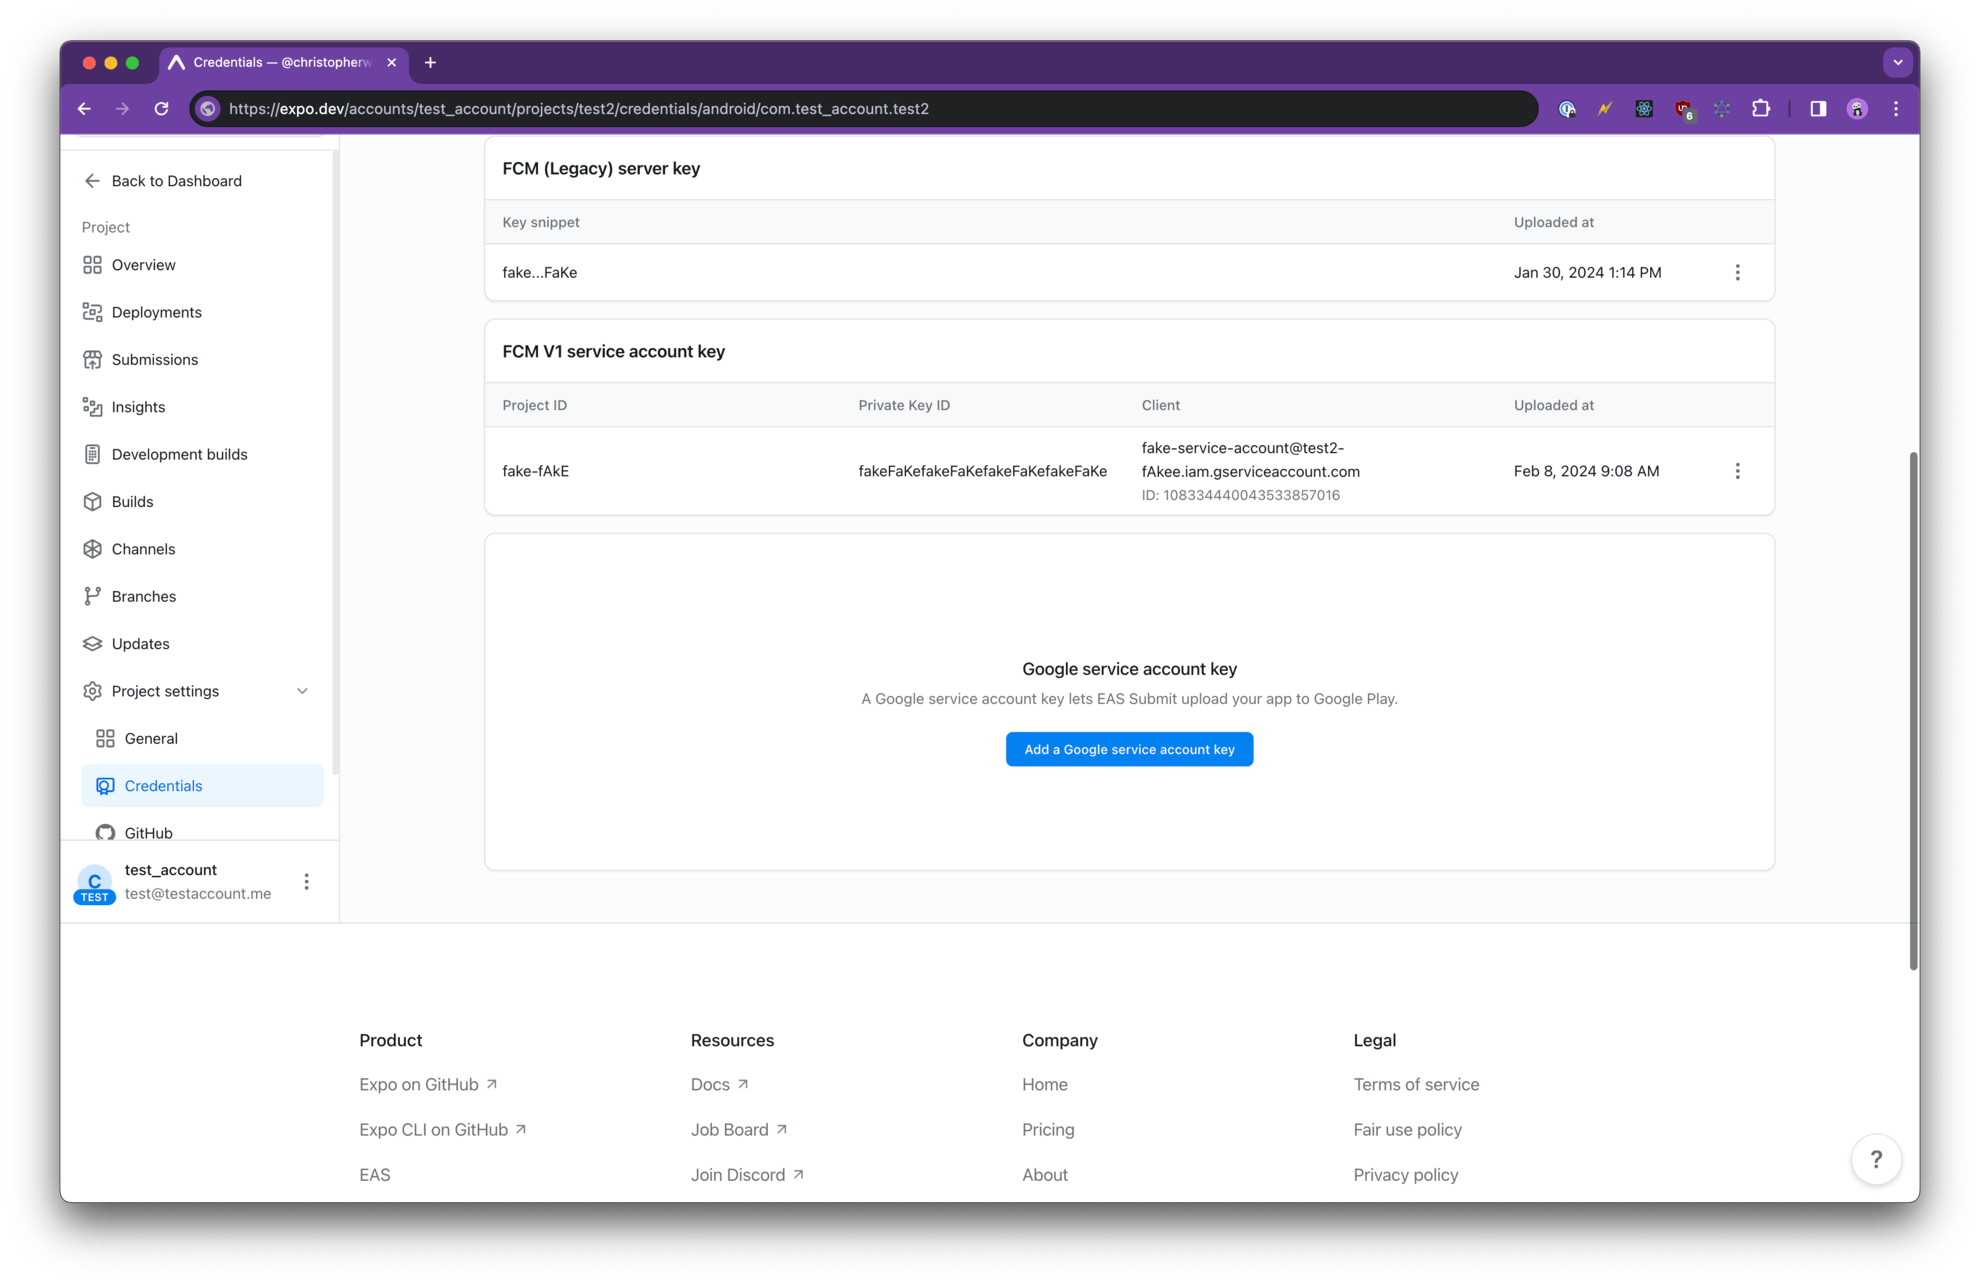 Credentials — @christopherw
https://expo.dev/accounts/test_account/projects/test2/credentials/android/com.test_account.test2
6
Back to Dashboard
Project
Overview
Deployments
Submissions
Insights
Development builds
Builds
Channels
Branches
Updates
Project settings
General
Credentials
GitHub
C
TEST
test_account
test@testaccount.me
FCM (Legacy) server key
Key snippet Uploaded at
fake...FaKe Jan 30, 2024 1:14 PM
FCM V1 service account key
Project ID Private Key ID Client Uploaded at
fake-fAkE fakeFaKefakeFaKefakeFaKefakeFaKe fake-service-account@test2-
fAkee.iam.gserviceaccount.com Feb 8, 2024 9:08 AM
ID: 108334440043533857016
Google service account key
A Google service account key lets EAS Submit upload your app to Google Play.
Add a Google service account key
Product
Expo on GitHub
Expo CLI on GitHub
EAS
Resources
Docs
Job Board
Join Discord
Company
Home
Pricing
About
Legal
Terms of service
Fair use policy
Privacy policy
?